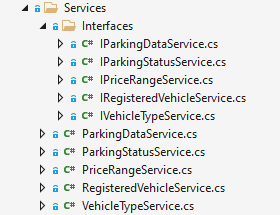 Services
Interfaces
C# IParkingDataService.cs
C# IParkingStatusService.cs
C# IPriceRangeService.cs
C# IRegisteredVehicleService.cs
C# IVehicleTypeService.cs
C# ParkingDataService.cs
C# ParkingStatusService.cs
C# PriceRangeService.cs
C# RegisteredVehicleService.cs
C# VehicleTypeService.cs